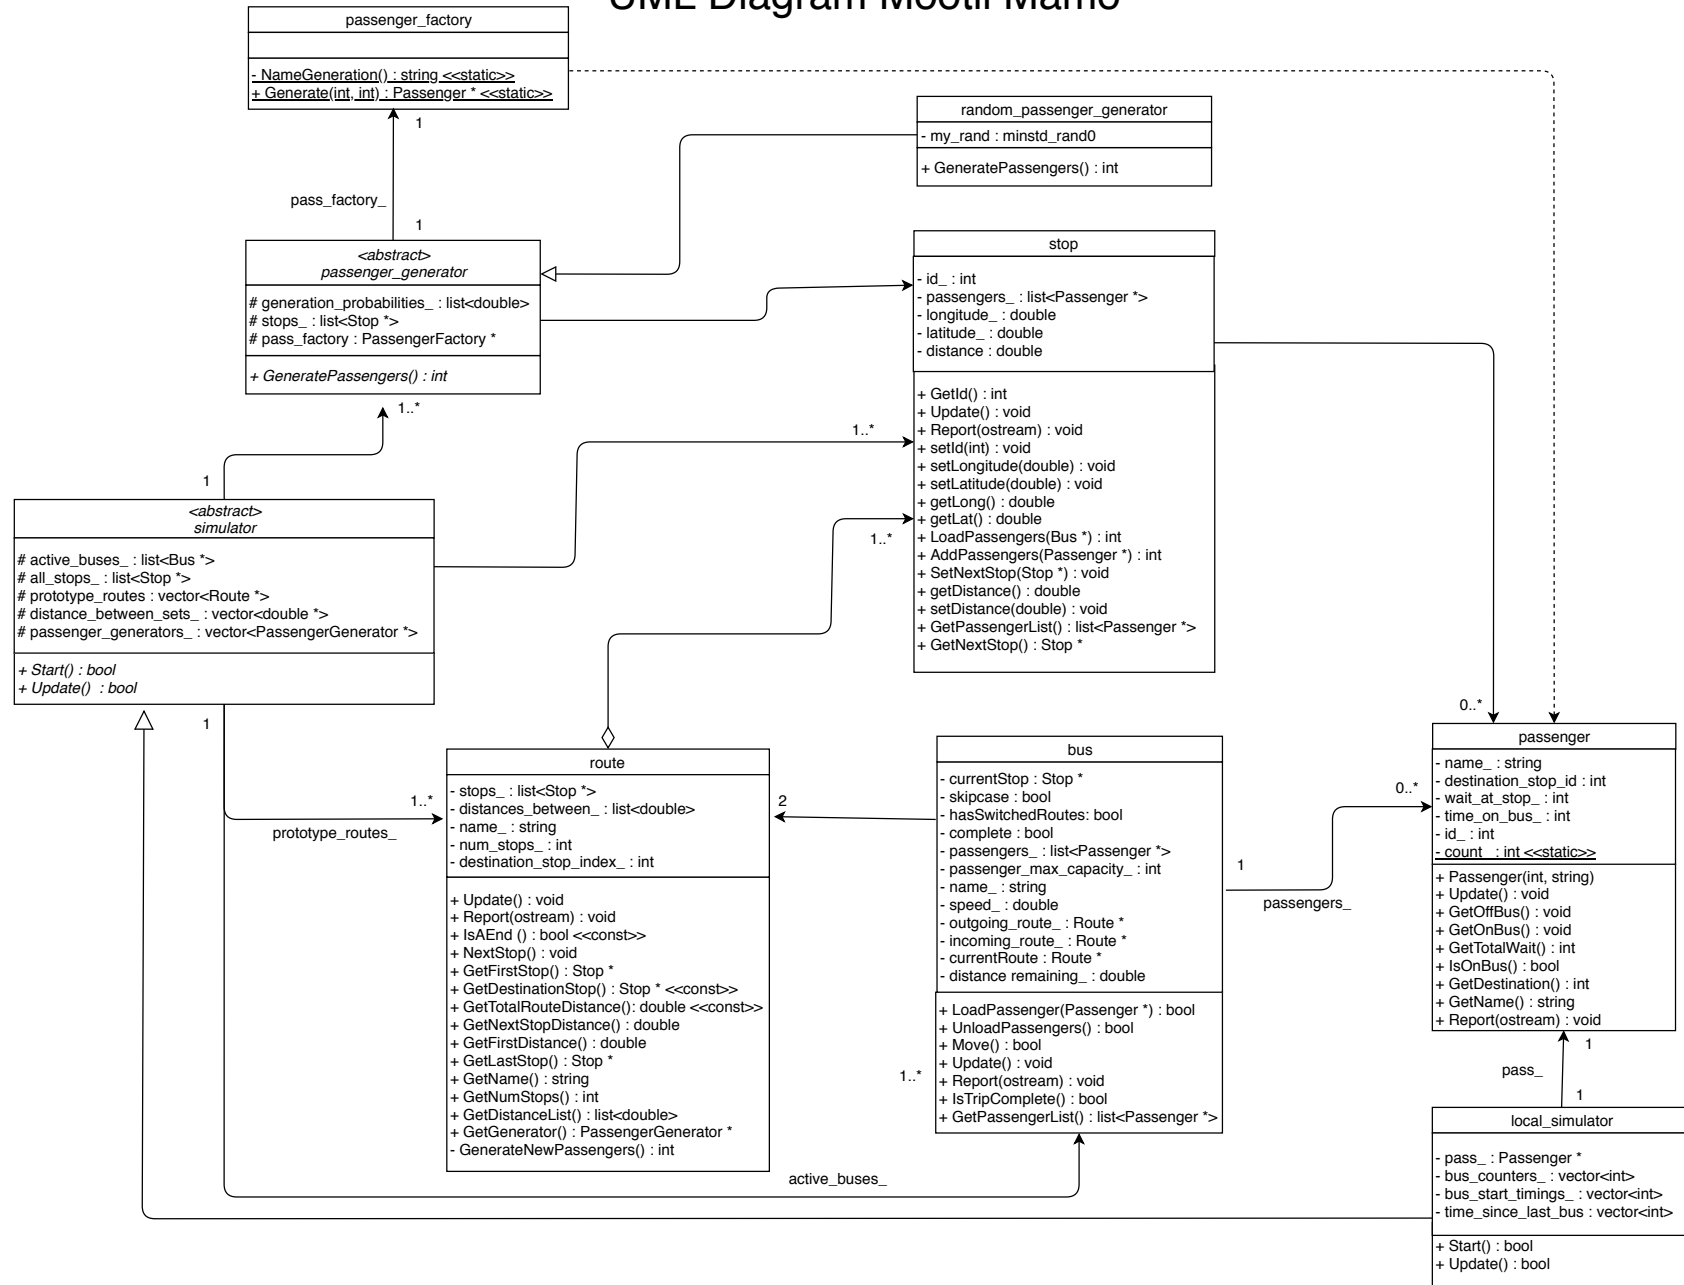 UML Diagram Mootii Mamo
passenger_factory
- NameGeneration() : string <<static>>
+ Generate(int, int) : Passenger * <<static>>
1
pass_factory_
1
random_passenger_generator
- my_rand : minstd_rand0
+ GeneratePassengers() : int
<abstract>
passenger_generator
# generation_probabilities_ : list<double>
# stops_ : list<Stop *>
# pass_factory : PassengerFactory *
+ GeneratePassengers() : int
1..*
1
stop
- id_ : int
- passengers_ : list<Passenger *>
- longitude_ : double
- latitude_ : double
- distance : double
+ GetId() : int
+ Update() : void
+ Report(ostream) : void
+ setId(int) : void
+ setLongitude(double) : void
+ setLatitude(double) : void
+ getLong() : double
+ getLat() : double
+ LoadPassengers(Bus *) : int
+ AddPassengers(Passenger *) : int
+ SetNextStop(Stop *) : void
+ getDistance() : double
+ setDistance(double) : void
+ GetPassengerList() : list<Passenger *>
+ GetNextStop() : Stop *
1..*
1..*
<abstract>
simulator
# active_buses_ : list<Bus *>
# all_stops_ : list<Stop *>
# prototype_routes : vector<Route *>
# distance_between_sets_ : vector<double *>
# passenger_generators_ : vector<PassengerGenerator *>
+ Start() : bool
+ Update() : bool
1
1..*
prototype_routes_
route
- stops_ : list<Stop *>
- distances_between_ : list<double>
- name_ : string
- num_stops_ : int
- destination_stop_index_ : int
+ Update() : void
+ Report(ostream) : void
+ IsAEnd () : bool <<const>>
+ NextStop() : void
+ GetFirstStop() : Stop *
+ GetDestinationStop() : Stop * <<const>>
+ GetTotalRouteDistance(): double <<const>>
+ GetNextStopDistance() : double
+ GetFirstDistance() : double
+ GetLastStop() : Stop *
+ GetName() : string
+ GetNumStops() : int
+ GetDistanceList() : list<double>
+ GetGenerator() : PassengerGenerator *
- GenerateNewPassengers() : int
2
bus
- currentStop : Stop *
- skipcase : bool
- hasSwitchedRoutes: bool
- complete : bool
- passengers_ : list<Passenger *>
- passenger_max_capacity_ : int
- name_ : string
- speed_ : double
- outgoing_route_ : Route *
- incoming_route_ : Route *
- currentRoute : Route *
- distance remaining_ : double
+ LoadPassenger(Passenger *) : bool
+ UnloadPassengers() : bool
+ Move() : bool
+ Update() : void
+ Report(ostream) : void
+ IsTripComplete() : bool
+ GetPassengerList() : list<Passenger *>
1..*
active_buses_
1
passengers_
0..*
0..*
passenger
- name_ : string
- destination_stop_id : int
- wait_at_stop_ : int
- time_on_bus_ : int
- id_ : int
- count_ : int <<static>>
+ Passenger(int, string)
+ Update() : void
+ GetOffBus() : void
+ GetOnBus() : void
+ GetTotalWait() : int
+ IsOnBus() : bool
+ GetDestination() : int
+ GetName() : string
+ Report(ostream) : void
1
pass_
1
local_simulator
- pass_ : Passenger *
- bus_counters_ : vector<int>
- bus_start_timings_ : vector<int>
- time_since_last_bus : vector<int>
+ Start() : bool
+ Update() : bool